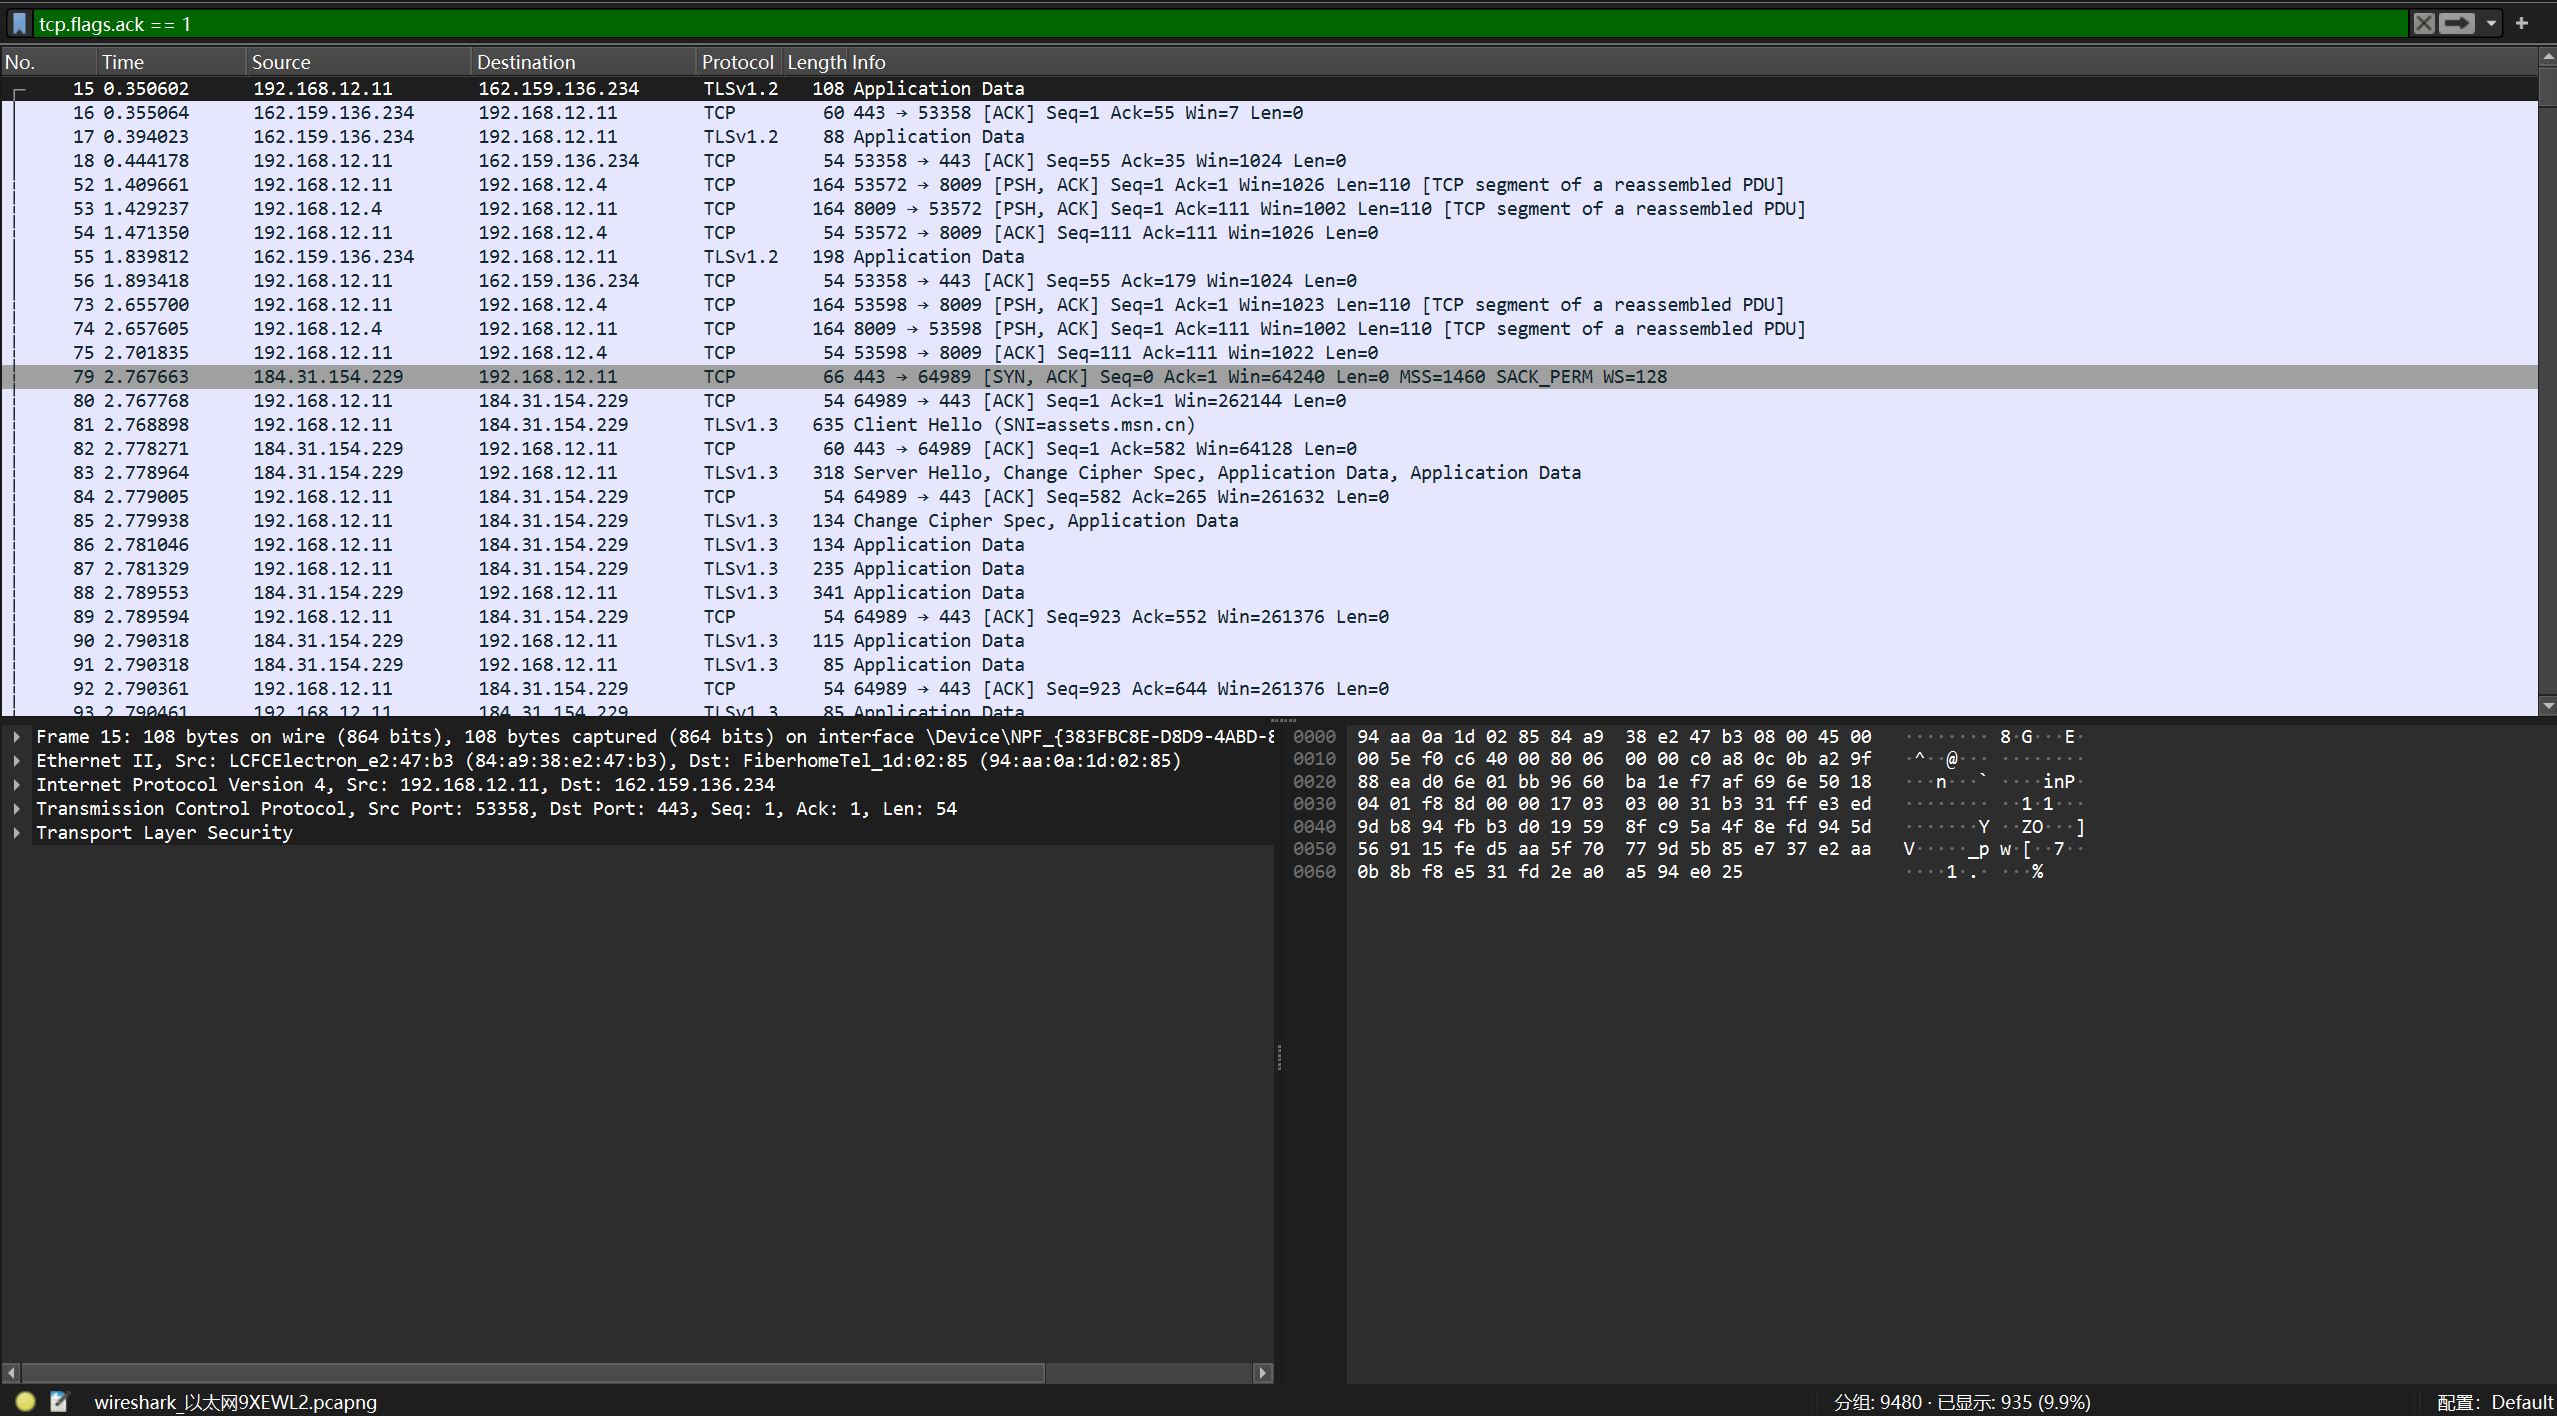 tcp.flags.ack == 1
No. Time Source Destination Protocol Length Info
15 0.350602 192.168.12.11 162.159.136.234 TLSv1.2 108 Application Data
16 0.355064 162.159.136.234 192.168.12.11 TCP 60 443 → 53358 [ACK] Seq=1 Ack=55 Win=7 Len=0
17 0.394023 162.159.136.234 192.168.12.11 TLSv1.2 88 Application Data
18 0.444178 192.168.12.11 162.159.136.234 TCP 54 53358 → 443 [ACK] Seq=55 Ack=35 Win=1024 Len=0
52 1.409661 192.168.12.11 192.168.12.4 TCP 164 53572 → 8009 [PSH, ACK] Seq=1 Ack=1 Win=1026 Len=110 [TCP segment of a reassembled PDU]
53 1.429237 192.168.12.4 192.168.12.11 TCP 164 8009 → 53572 [PSH, ACK] Seq=1 Ack=111 Win=1002 Len=110 [TCP segment of a reassembled PDU]
54 1.471350 192.168.12.11 192.168.12.4 TCP 54 53572 → 8009 [ACK] Seq=111 Ack=111 Win=1026 Len=0
55 1.839812 162.159.136.234 192.168.12.11 TLSv1.2 198 Application Data
56 1.893418 192.168.12.11 162.159.136.234 TCP 54 53358 → 443 [ACK] Seq=55 Ack=179 Win=1024 Len=0
73 2.655700 192.168.12.11 192.168.12.4 TCP 164 53598 → 8009 [PSH, ACK] Seq=1 Ack=1 Win=1023 Len=110 [TCP segment of a reassembled PDU]
74 2.657605 192.168.12.4 192.168.12.11 TCP 164 8009 → 53598 [PSH, ACK] Seq=1 Ack=111 Win=1002 Len=110 [TCP segment of a reassembled PDU]
75 2.701835 192.168.12.11 192.168.12.4 TCP 54 53598 → 8009 [ACK] Seq=111 Ack=111 Win=1022 Len=0
79 2.767663 184.31.154.229 192.168.12.11 TCP 66 443 → 64989 [SYN, ACK] Seq=0 Ack=1 Win=64240 Len=0 MSS=1460 SACK_PERM WS=128
80 2.767768 192.168.12.11 184.31.154.229 TCP 54 64989 → 443 [ACK] Seq=1 Ack=1 Win=262144 Len=0
81 2.768898 192.168.12.11 184.31.154.229 TLSv1.3 635 Client Hello (SNI=assets.msn.cn)
82 2.778271 184.31.154.229 192.168.12.11 TCP 60 443 → 64989 [ACK] Seq=1 Ack=582 Win=64128 Len=0
83 2.778964 184.31.154.229 192.168.12.11 TLSv1.3 318 Server Hello, Change Cipher Spec, Application Data, Application Data
84 2.779005 192.168.12.11 184.31.154.229 TCP 54 64989 → 443 [ACK] Seq=582 Ack=265 Win=261632 Len=0
85 2.779938 192.168.12.11 184.31.154.229 TLSv1.3 134 Change Cipher Spec, Application Data
86 2.781046 192.168.12.11 184.31.154.229 TLSv1.3 134 Application Data
87 2.781329 192.168.12.11 184.31.154.229 TLSv1.3 235 Application Data
88 2.789553 184.31.154.229 192.168.12.11 TLSv1.3 341 Application Data
89 2.789594 192.168.12.11 184.31.154.229 TCP 54 64989 → 443 [ACK] Seq=923 Ack=552 Win=261376 Len=0
90 2.790318 184.31.154.229 192.168.12.11 TLSv1.3 115 Application Data
91 2.790318 184.31.154.229 192.168.12.11 TLSv1.3 85 Application Data
92 2.790361 192.168.12.11 184.31.154.229 TCP 54 64989 → 443 [ACK] Seq=923 Ack=644 Win=261376 Len=0
93 2.790461 192.168.12.11 184.31.154.229 TLSv1.3 85 Application Data
Frame 15: 108 bytes on wire (864 bits), 108 bytes captured (864 bits) on interface \Device\NPF_{383FBC8E-D8D9-4ABD-8
Ethernet II, Src: LCFCElectron_e2:47:b3 (84:a9:38:e2:47:b3), Dst: FiberhomeTel_1d:02:85 (94:aa:0a:1d:02:85)
Internet Protocol Version 4, Src: 192.168.12.11, Dst: 162.159.136.234
Transmission Control Protocol, Src Port: 53358, Dst Port: 443, Seq: 1, Ack: 1, Len: 54
Transport Layer Security
0000 94 aa 0a 1d 02 85 84 a9 38 e2 47 b3 08 00 45 00 ········ 8·G···E·
0010 00 5e f0 c6 40 00 80 06 00 00 c0 a8 0c 0b a2 9f ·^··@··· ········
0020 88 ea d0 6e 01 bb 96 60 ba 1e f7 af 69 6e 50 18 ···n···` ····inP·
0030 04 01 f8 8d 00 00 17 03 03 00 31 b3 31 ff e3 ed ········ ··1·1···
0040 9d b8 94 fb b3 d0 19 59 8f c9 5a 4f 8e fd 94 5d ·······Y ··ZO···]
0050 56 91 15 fe d5 aa 5f 70 77 9d 5b 85 e7 37 e2 aa V·····_p w·[··7··
0060 0b 8b f8 e5 31 fd 2e a0 a5 94 e0 25 ····1·.· ···%
wireshark_以太网9XEWL2.pcapng
分组: 9480 · 已显示: 935 (9.9%)
配置: Default